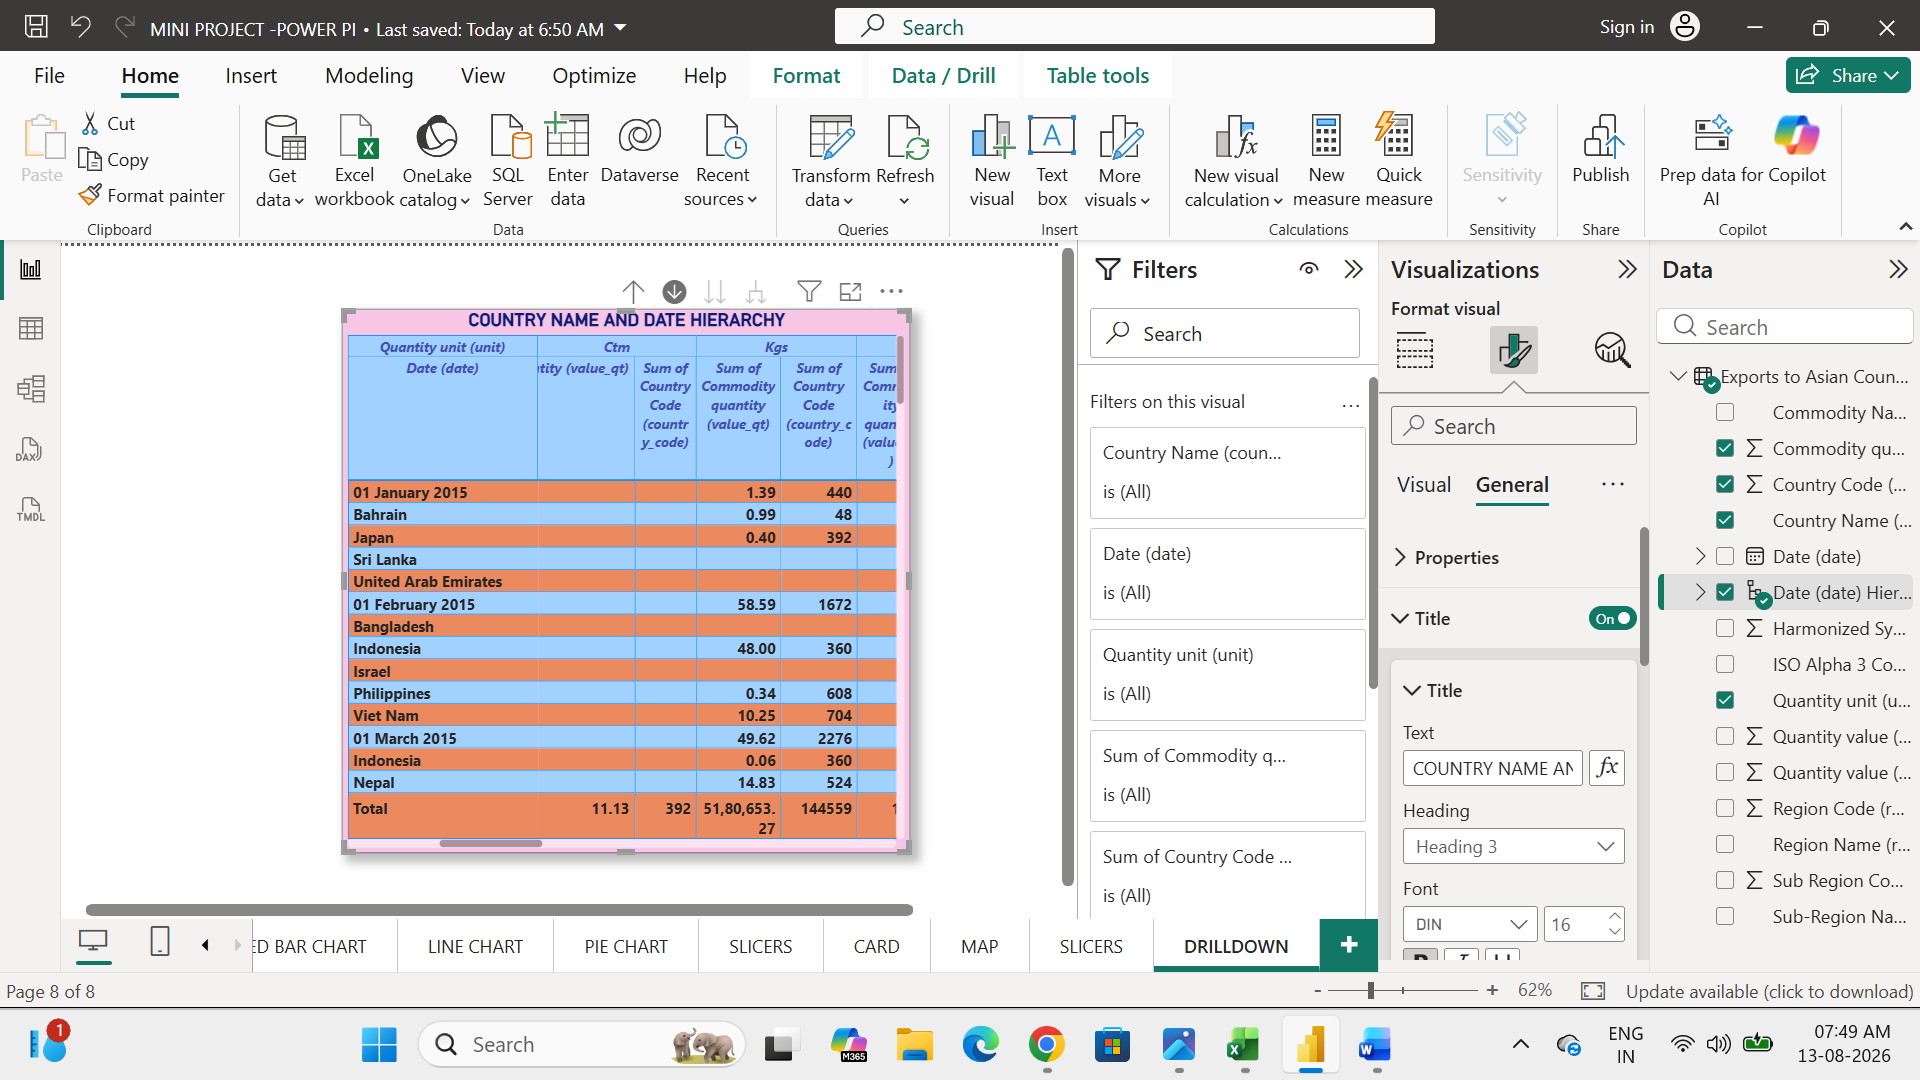 MINI PROJECT -POWER PI • Last saved: Today at 6:50 AM
Search
Sign in
File
Home
Insert
Modeling
View
Optimize
Help
Format
Data / Drill
Table tools
Share
Paste
Cut
Copy
Format painter
Clipboard
Get data
Excel workbook
OneLake catalog
SQL Server
Enter data
Dataverse
Recent sources
Data
Transform data
Refresh
Queries
New visual
Text box
More visuals
Insert
New visual calculation
New measure
Quick measure
Calculations
Sensitivity
Sensitivity
Publish
Share
Prep data for AI
Copilot
Copilot
DAX
TMDL
COUNTRY NAME AND DATE HIERARCHY
Quantity unit (unit) Ctm Kgs
Date (date)
tity (value_qt)
Sum of Country Code (countr y_code)
Sum of Commodity quantity (value_qt)
Sum of Country Code (country_c ode)
01 January 2015 1.39 440
Bahrain 0.99 48
Japan 0.40 392
Sri Lanka
United Arab Emirates
01 February 2015 58.59 1672
Bangladesh
Indonesia 48.00 360
Israel
Philippines 0.34 608
Viet Nam 10.25 704
01 March 2015 49.62 2276
Indonesia 0.06 360
Nepal 14.83 524
Total 11.13 392 51,80,653.27 144559
Filters
Search
Filters on this visual ...
Country Name (coun...
is (All)
Date (date)
is (All)
Quantity unit (unit)
is (All)
Sum of Commodity q...
is (All)
Sum of Country Code ...
is (All)
Visualizations
Format visual
Search
Visual
General
...
Properties
Title On
Title
Text
COUNTRY NAME AN
fx
Heading
Heading 3
Font
DIN 16
Data
Search
Exports to Asian Coun...
Commodity Na...
Commodity qu...
Country Code (...
Country Name (...
Date (date)
Date (date) Hier...
Harmonized Sy...
ISO Alpha 3 Co...
Quantity unit (u...
Quantity value (...
Quantity value (...
Region Code (r...
Region Name (r...
Sub Region Co...
Sub-Region Na...
ED BAR CHART
LINE CHART
PIE CHART
SLICERS
CARD
MAP
SLICERS
DRILLDOWN
+
Page 8 of 8
- + 62%
Update available (click to download)
1
Search
M365
ENG
IN
07:49 AM
13-08-2026